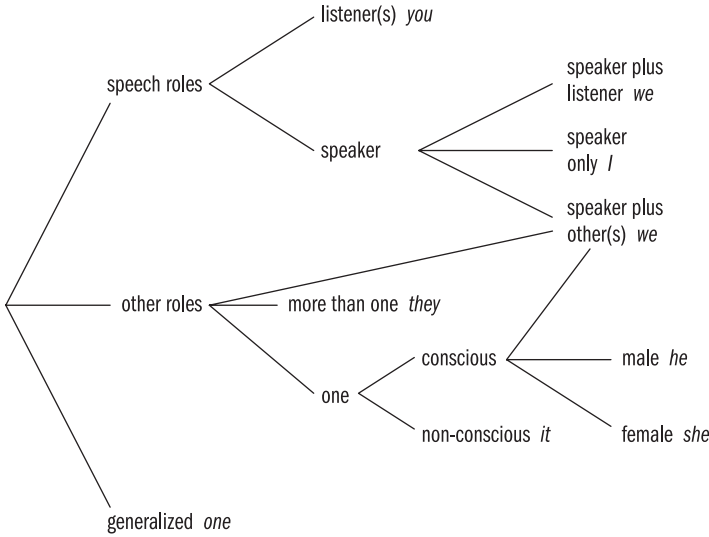 listener(s) you
speech roles
speaker plus
listener we
speaker
speaker
only I
speaker plus
other(s) we
other roles
more than one they
one
conscious
male he
non-conscious it
female she
generalized one